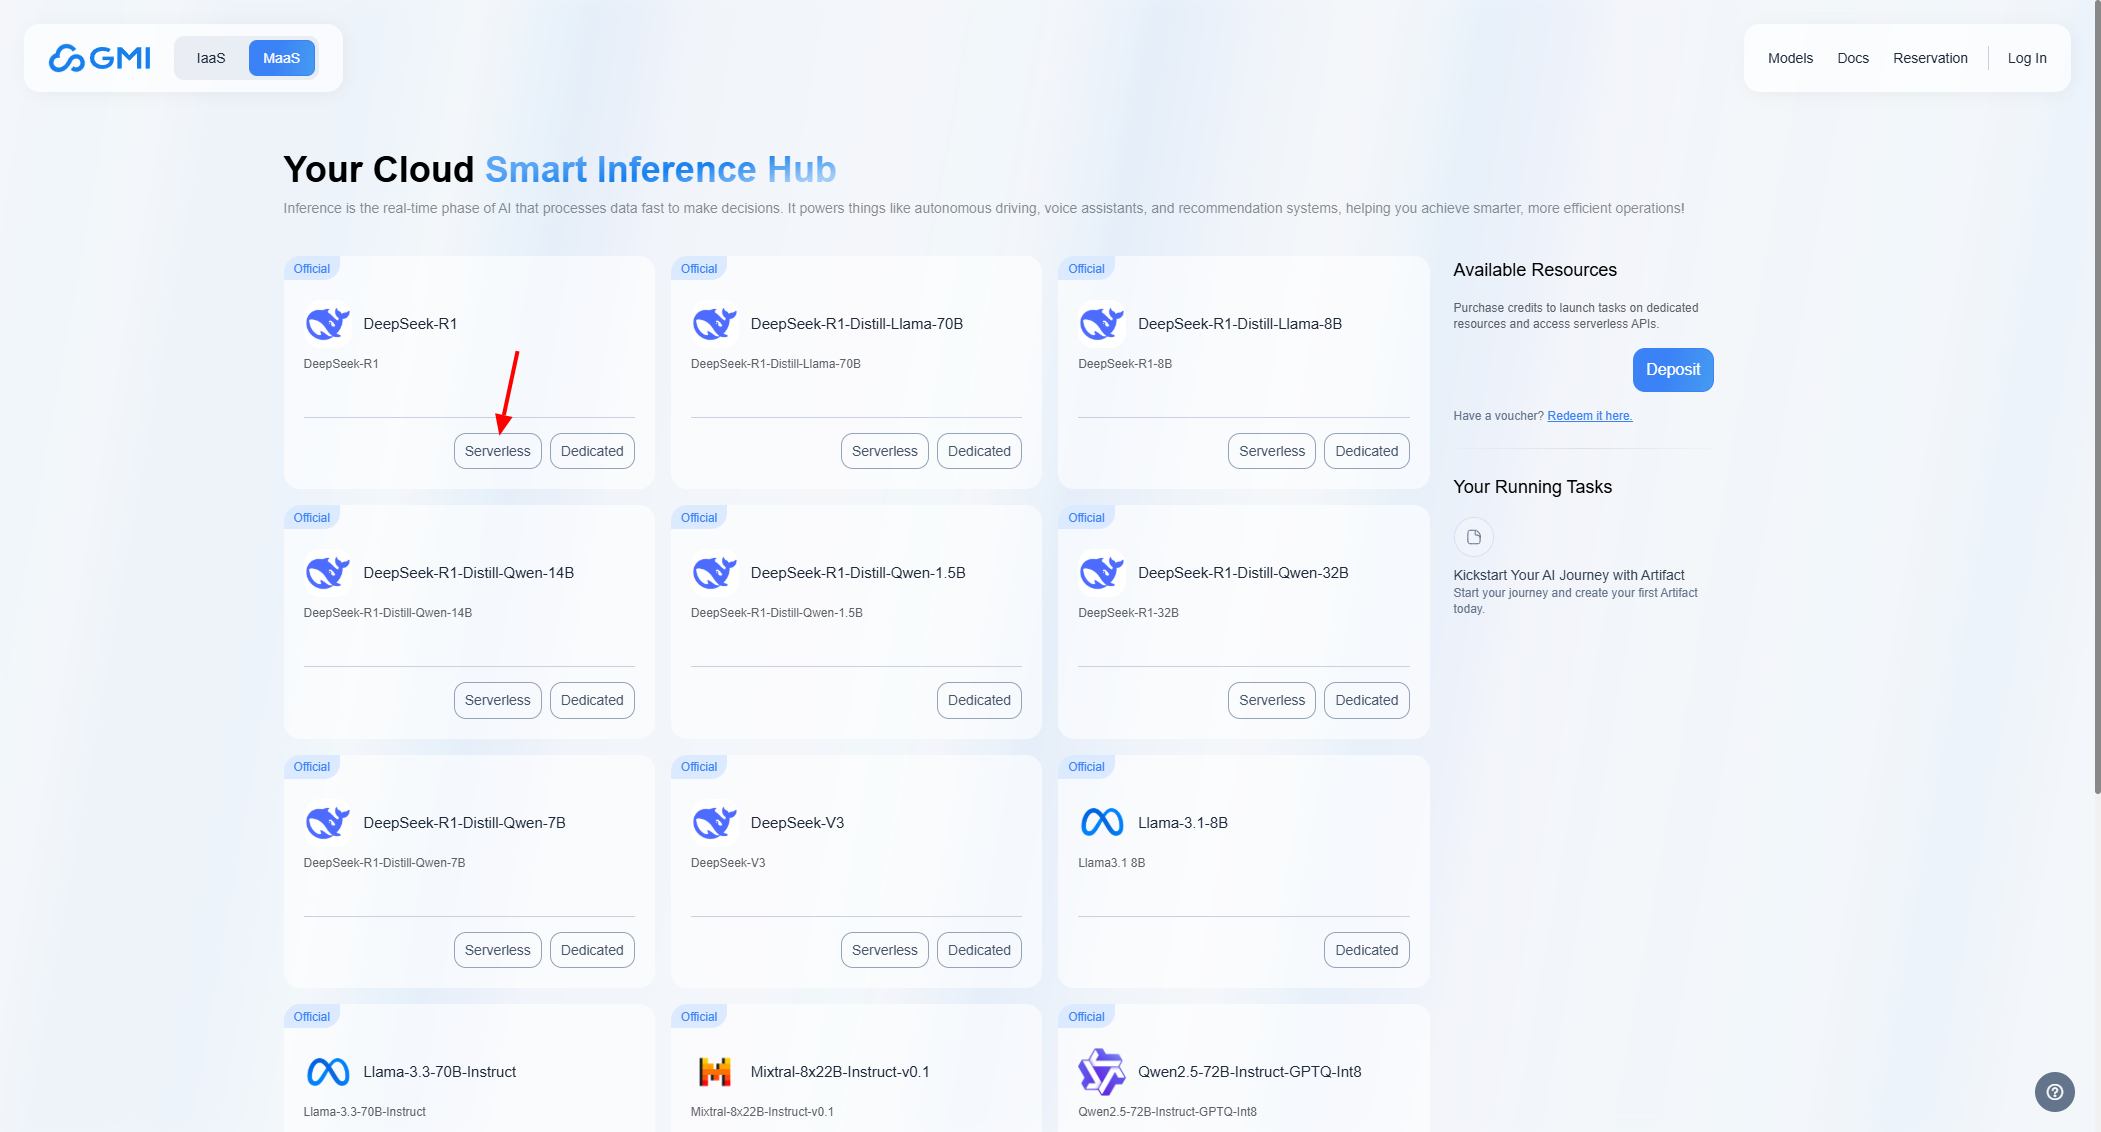 GMI
IaaS
MaaS
Models
Docs
Reservation
Log In
Your Cloud Smart Inference Hub
Inference is the real-time phase of AI that processes data fast to make decisions. It powers things like autonomous driving, voice assistants, and recommendation systems, helping you achieve smarter, more efficient operations!
Official
DeepSeek-R1
DeepSeek-R1
Serverless
Dedicated
Official
DeepSeek-R1-Distill-Llama-70B
DeepSeek-R1-Distill-Llama-70B
Serverless
Dedicated
Official
DeepSeek-R1-Distill-Llama-8B
DeepSeek-R1-8B
Serverless
Dedicated
Official
DeepSeek-R1-Distill-Qwen-14B
DeepSeek-R1-Distill-Qwen-14B
Serverless
Dedicated
Official
DeepSeek-R1-Distill-Qwen-1.5B
DeepSeek-R1-Distill-Qwen-1.5B
Dedicated
Official
DeepSeek-R1-Distill-Qwen-32B
DeepSeek-R1-32B
Serverless
Dedicated
Official
DeepSeek-R1-Distill-Qwen-7B
DeepSeek-R1-Distill-Qwen-7B
Serverless
Dedicated
Official
DeepSeek-V3
DeepSeek-V3
Serverless
Dedicated
Official
Llama-3.1-8B
Llama3.1 8B
Dedicated
Official
Llama-3.3-70B-Instruct
Llama-3.3-70B-Instruct
Official
Mixtral-8x22B-Instruct-v0.1
Mixtral-8x22B-Instruct-v0.1
Official
Qwen2.5-72B-Instruct-GPTQ-Int8
Qwen2.5-72B-Instruct-GPTQ-Int8
Available Resources
Purchase credits to launch tasks on dedicated
resources and access serverless APIs.
Deposit
Have a voucher? Redeem it here.
Your Running Tasks
Kickstart Your AI Journey with Artifact
Start your journey and create your first Artifact
today.